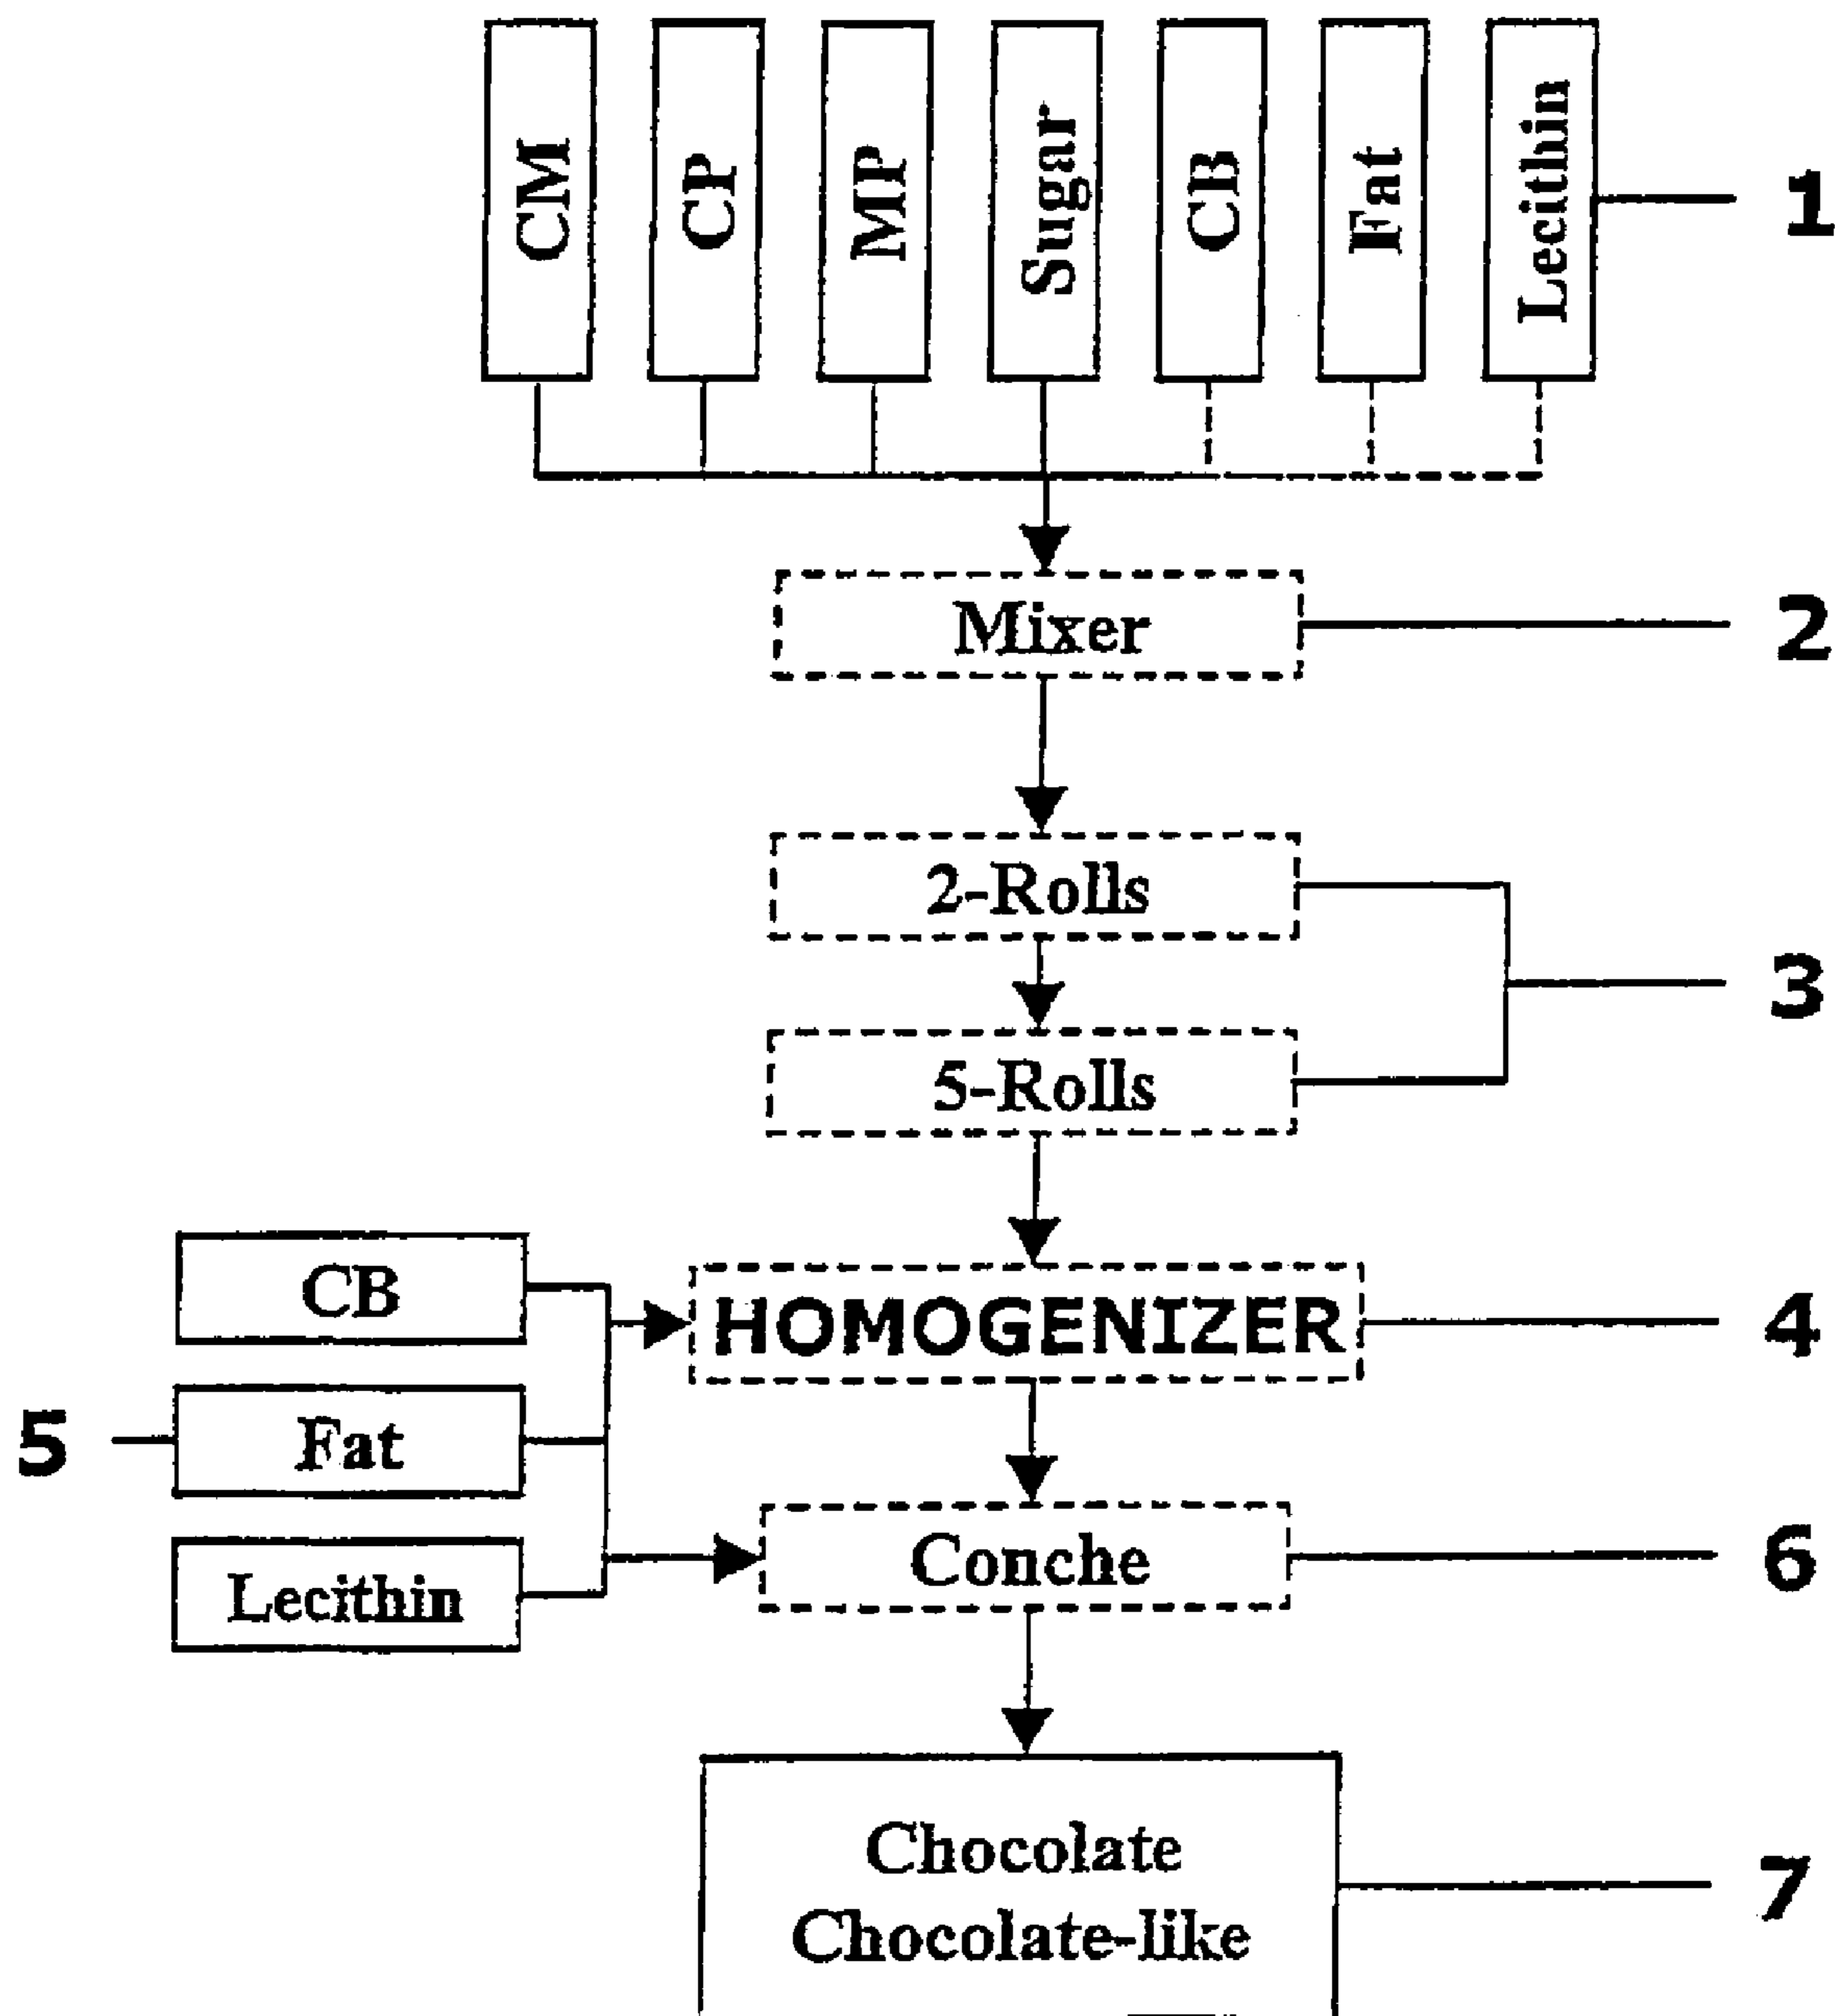 CM
CP
MP
Sugar
CB
Fat
Lecithin
1
Mixer
2
2-Rolls
3
5-Rolls
CB
HOMOGENIZER
4
5
Fat
Conche
6
Lecithin
Chocolate
Chocolate-like
7